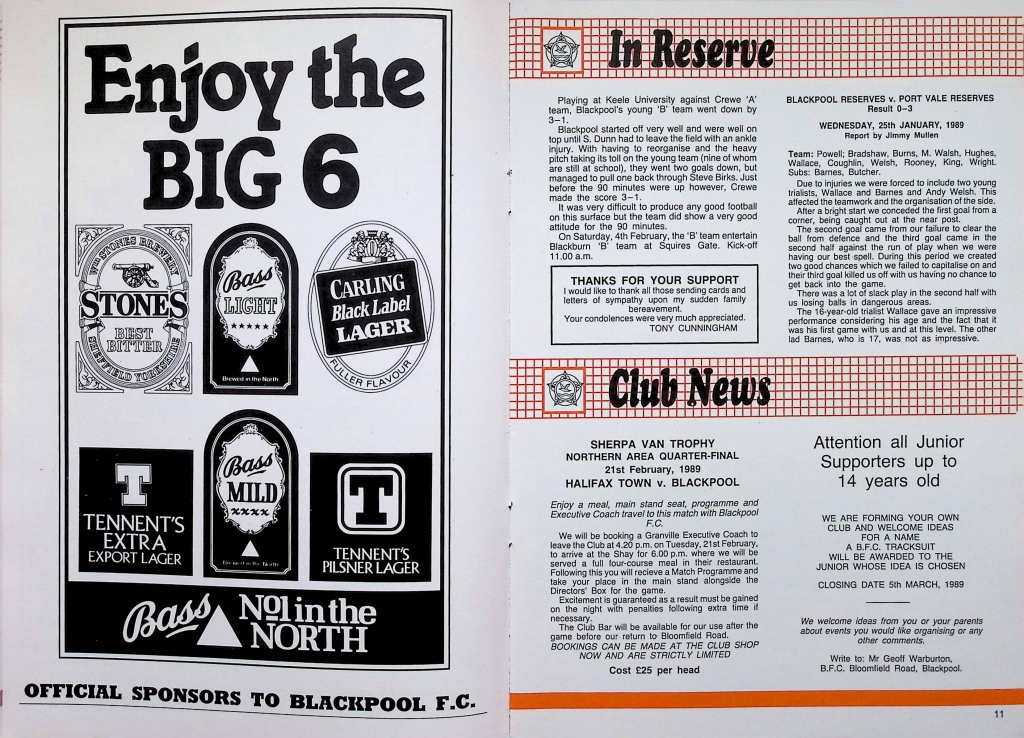 Enjoy the
BIG 6
WM STONES BREWERY
STONES
BEST
BITTER
SHEFFIELD YORKSHIRE
Bass
LIGHT
★★★★★
Brewed in the North
CARLING
Black Label
LAGER
FULLER FLAVOUR
T
TENNENT'S
EXTRA
EXPORT LAGER
Bass
MILD
XXXX
Brewed in the North
T
TENNENT'S
PILSNER LAGER
Bass No1 in the
NORTH
OFFICIAL SPONSORS TO BLACKPOOL F.C.
In Reserve
Playing at Keele University against Crewe 'A'
team, Blackpool's young 'B' team went down by
3–1.
Blackpool started off very well and were well on
top until S. Dunn had to leave the field with an ankle
injury. With having to reorganise and the heavy
pitch taking its toll on the young team (nine of whom
are still at school), they went two goals down, but
managed to pull one back through Steve Birks. Just
before the 90 minutes were up however, Crewe
made the score 3–1.
It was very difficult to produce any good football
on this surface but the team did show a very good
attitude for the 90 minutes.
On Saturday, 4th February, the 'B' team entertain
Blackburn 'B' team at Squires Gate. Kick-off
11.00 a.m.
THANKS FOR YOUR SUPPORT
I would like to thank all those sending cards and
letters of sympathy upon my sudden family
bereavement.
Your condolences were very much appreciated.
TONY CUNNINGHAM
BLACKPOOL RESERVES v. PORT VALE RESERVES
Result 0–3
WEDNESDAY, 25th JANUARY, 1989
Report by Jimmy Mullen
Team: Powell; Bradshaw, Burns, M. Walsh, Hughes,
Wallace, Coughlin, Welsh, Rooney, King, Wright.
Subs: Barnes, Butcher.
Due to injuries we were forced to include two young
trialists, Wallace and Barnes and Andy Welsh. This
affected the teamwork and the organisation of the side.
After a bright start we conceded the first goal from a
corner, being caught out at the near post.
The second goal came from our failure to clear the
ball from defence and the third goal came in the
second half against the run of play when we were
having our best spell. During this period we created
two good chances which we failed to capitalise on and
their third goal killed us off with us having no chance to
get back into the game.
There was a lot of slack play in the second half with
us losing balls in dangerous areas.
The 16-year-old trialist Wallace gave an impressive
performance considering his age and the fact that it
was his first game with us and at this level. The other
lad Barnes, who is 17, was not as impressive.
Club News
SHERPA VAN TROPHY
NORTHERN AREA QUARTER-FINAL
21st February, 1989
HALIFAX TOWN v. BLACKPOOL
Enjoy a meal, main stand seat, programme and
Executive Coach travel to this match with Blackpool
F.C.
We will be booking a Granville Executive Coach to
leave the Club at 4.20 p.m. on Tuesday, 21st February,
to arrive at the Shay for 6.00 p.m. where we will be
served a full four-course meal in their restaurant.
Following this you will recieve a Match Programme and
take your place in the main stand alongside the
Directors' Box for the game.
Excitement is guaranteed as a result must be gained
on the night with penalties following extra time if
necessary.
The Club Bar will be available for our use after the
game before our return to Bloomfield Road.
BOOKINGS CAN BE MADE AT THE CLUB SHOP
NOW AND ARE STRICTLY LIMITED
Cost £25 per head
Attention all Junior
Supporters up to
14 years old
WE ARE FORMING YOUR OWN
CLUB AND WELCOME IDEAS
FOR A NAME
A B.F.C. TRACKSUIT
WILL BE AWARDED TO THE
JUNIOR WHOSE IDEA IS CHOSEN
CLOSING DATE 5th MARCH, 1989
We welcome ideas from you or your parents
about events you would like organising or any
other comments.
Write to: Mr Geoff Warburton,
B.F.C. Bloomfield Road, Blackpool.
11